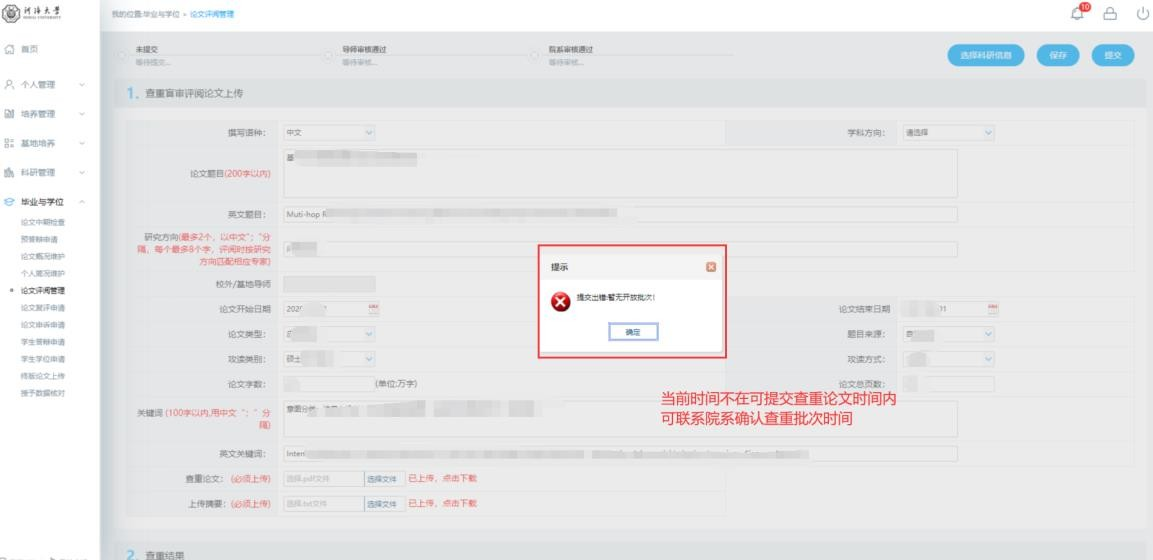 河海大学
HOHAI UNIVERSITY
我的位置:毕业与学位 > 论文评阅管理
10
首页
个人管理
培养管理
基地培养
科研管理
毕业与学位
论文中期检查
预答辩申请
论文概况维护
个人简况维护
论文评阅管理
论文复评申请
论文申诉申请
学生答辩申请
学生学位申请
终版论文上传
授予数据核对
未提交
等待提交...
导师审核通过
等待审核...
院系审核通过
等待审核...
选择科研信息
保存
提交
1. 查重盲审评阅论文上传
撰写语种: 中文
学科方向: 请选择
论文题目(200字以内)
基
英文题目: Muti-hop R
研究方向(最多2个，以中文"；"分
隔，每个最多8个字，评阅时按研究
方向匹配相应专家)
校外/基地导师
论文开始日期 202
论文结束日期 01
论文类型:
题目来源:
攻读类别: 硕士
攻读方式:
论文字数: (单位:万字)
论文总页数:
关键词 (100字以内,用中文 "；" 分
隔)
意图分
英文关键词: Inten
查重论文: (必须上传) 选择.pdf文件 选择文件 已上传，点击下载
上传摘要: (必须上传) 选择.txt文件 选择文件 已上传，点击下载
提示
提交出错:暂无开放批次!
确定
当前时间不在可提交查重论文时间内
可联系院系确认查重批次时间
2. 查重结果